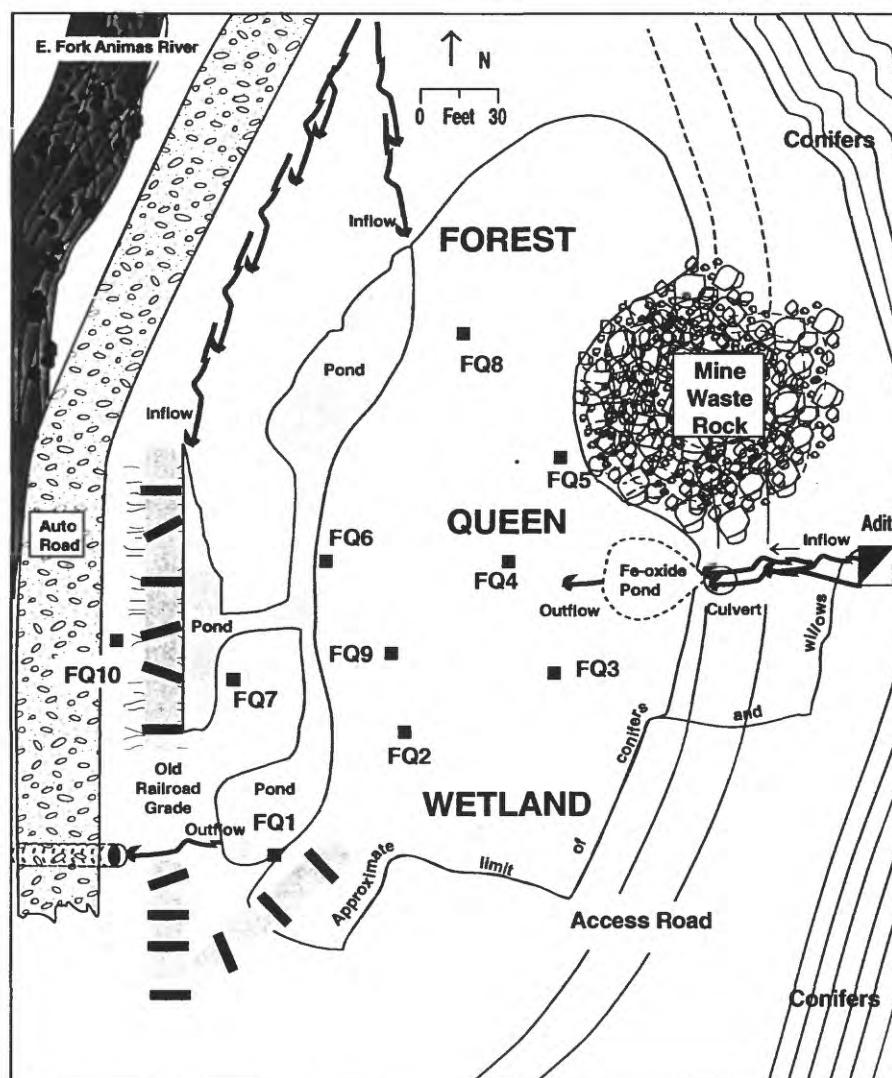 E. Fork Animas River
N
0 Feet 30
Conifers
Inflow
FOREST
Pond
FQ8
Mine
Waste
Rock
Inflow
FQ5
Auto
Road
QUEEN
Adit
Inflow
FQ6
FQ4
Fe-oxide
Pond
Outflow
Culvert
Pond
willows
FQ10
FQ9
FQ3
FQ7
and
FQ2
conifers
Old
Railroad
Grade
Pond
WETLAND
FQ1
Outflow
of
limit
Approximate
Access Road
Conifers